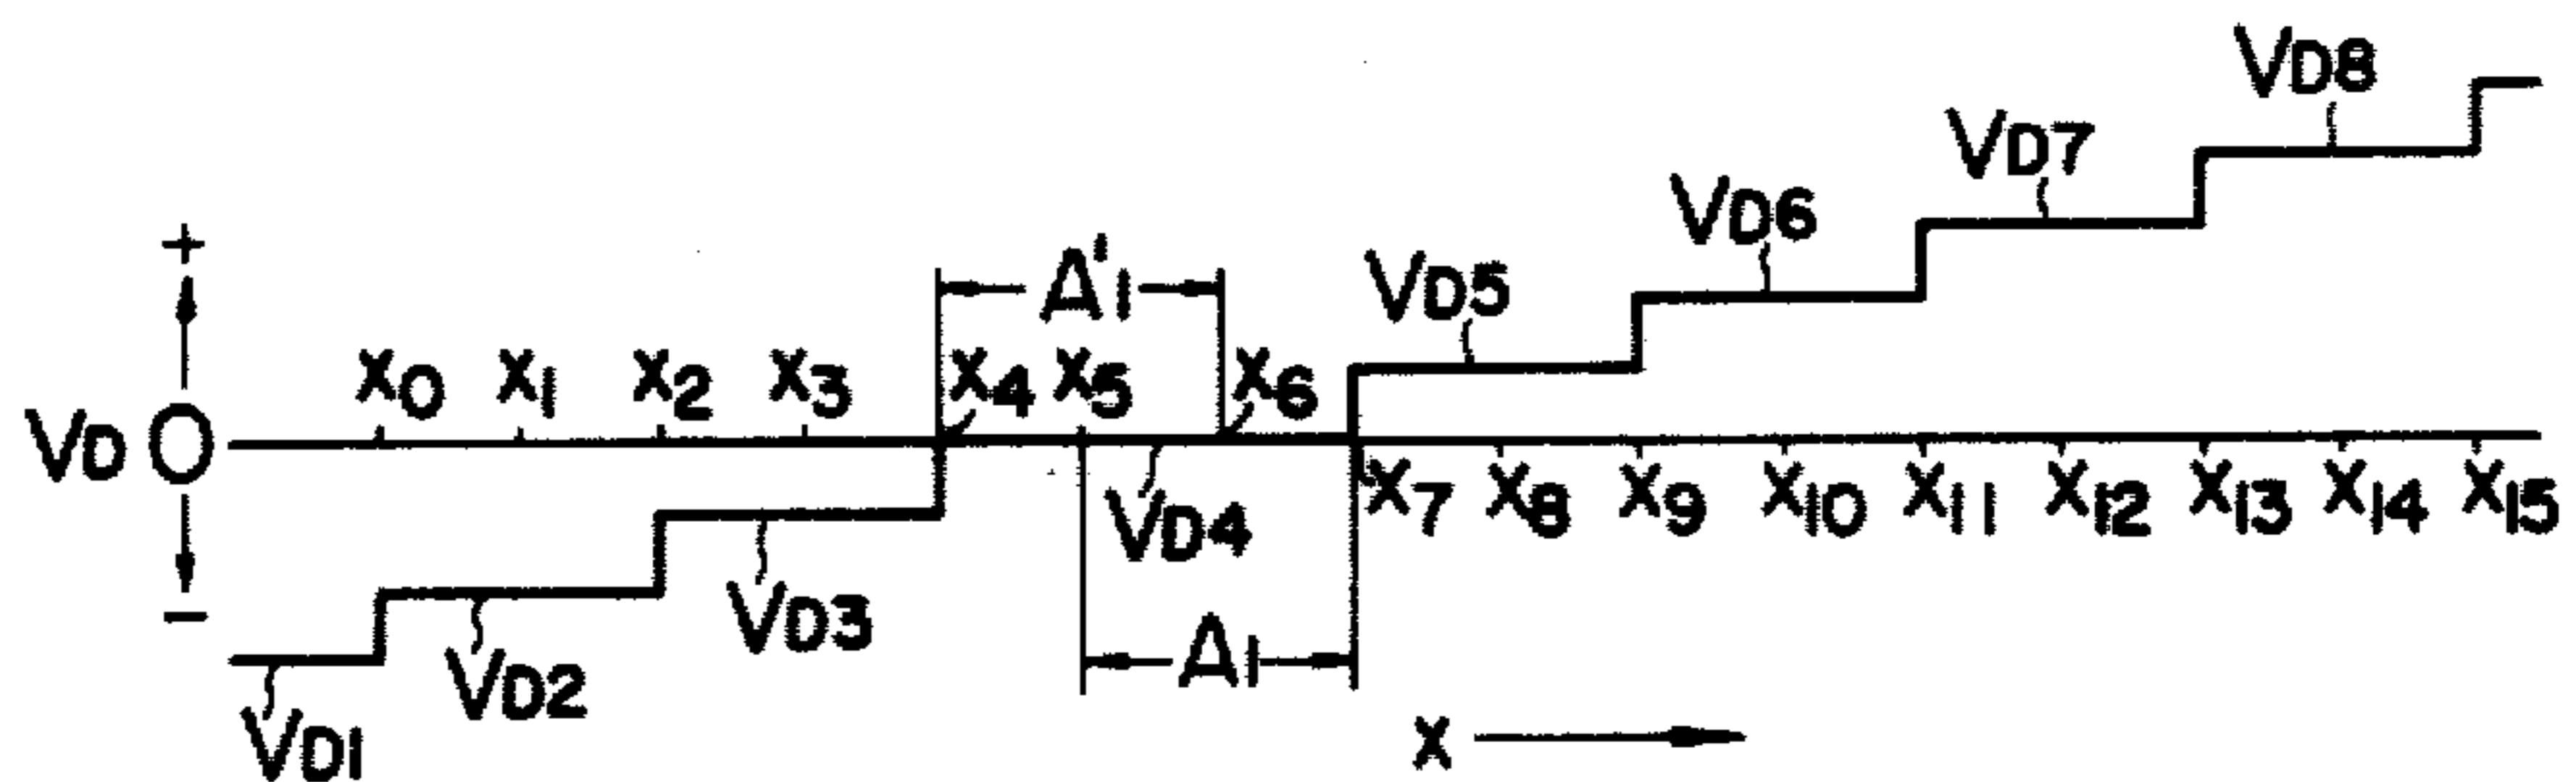 VD8
VD7
VD6
+
A'1
VD5
x0 x1 x2 x3 x4 x5 x6
VD O
x7 x8 x9 x10 x11 x12 x13 x14 x15
VD4
−
VD3
VD2
A1
VD1
x